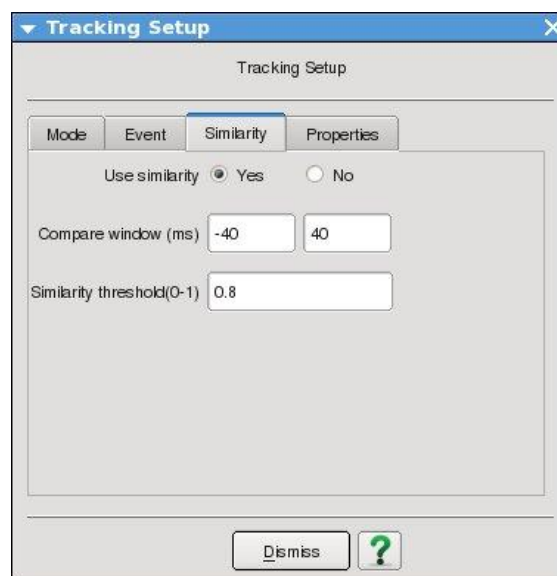 Tracking Setup
Tracking Setup
Mode Event Similarity Properties
Use similarity Yes No
Compare window (ms) -40 40
Similarity threshold(0-1) 0.8
Dismiss ?